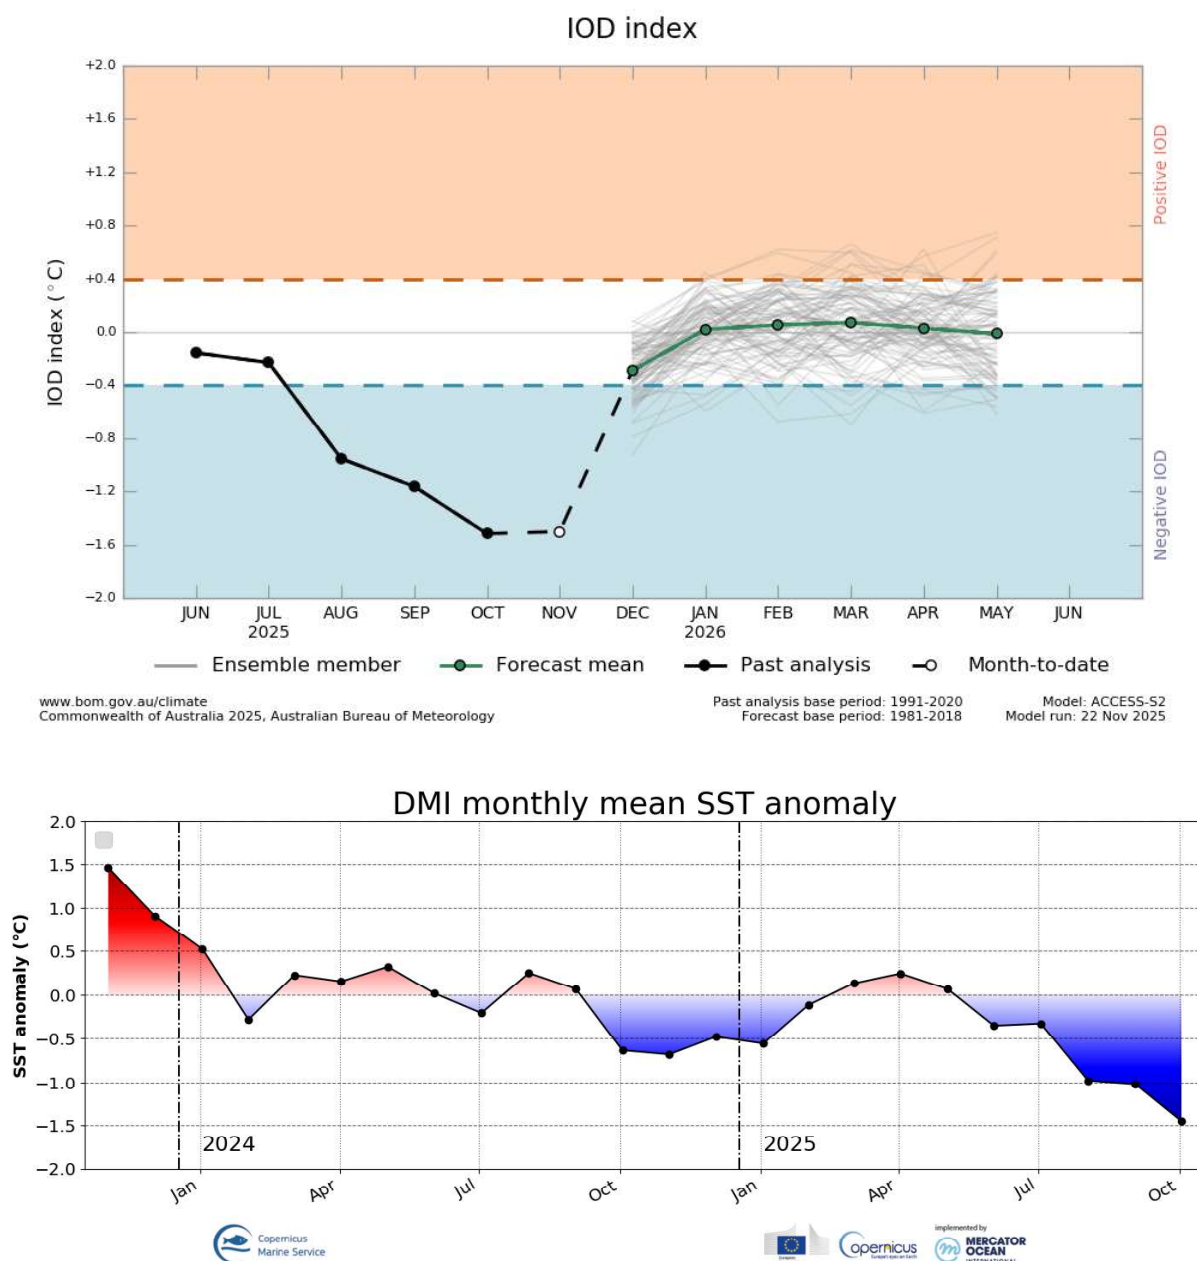 IOD index
+2.0
+1.6
+1.2
+0.8
+0.4
0.0
−0.4
−0.8
−1.2
−1.6
−2.0
IOD index (°C)
Positive IOD
Negative IOD
JUN JUL AUG SEP OCT NOV DEC JAN FEB MAR APR MAY JUN
2025 2026
Ensemble member Forecast mean Past analysis Month-to-date
www.bom.gov.au/climate Past analysis base period: 1991-2020 Model: ACCESS-S2
Commonwealth of Australia 2025, Australian Bureau of Meteorology Forecast base period: 1981-2018 Model run: 22 Nov 2025
DMI monthly mean SST anomaly
2.0
1.5
1.0
0.5
0.0
−0.5
−1.0
−1.5
−2.0
SST anomaly (°C)
2024 2025
Jan Apr Jul Oct Jan Apr Jul Oct
Copernicus
Marine Service
Copernicus
Europe's eyes on Earth
implemented by
MERCATOR
OCEAN
INTERNATIONAL